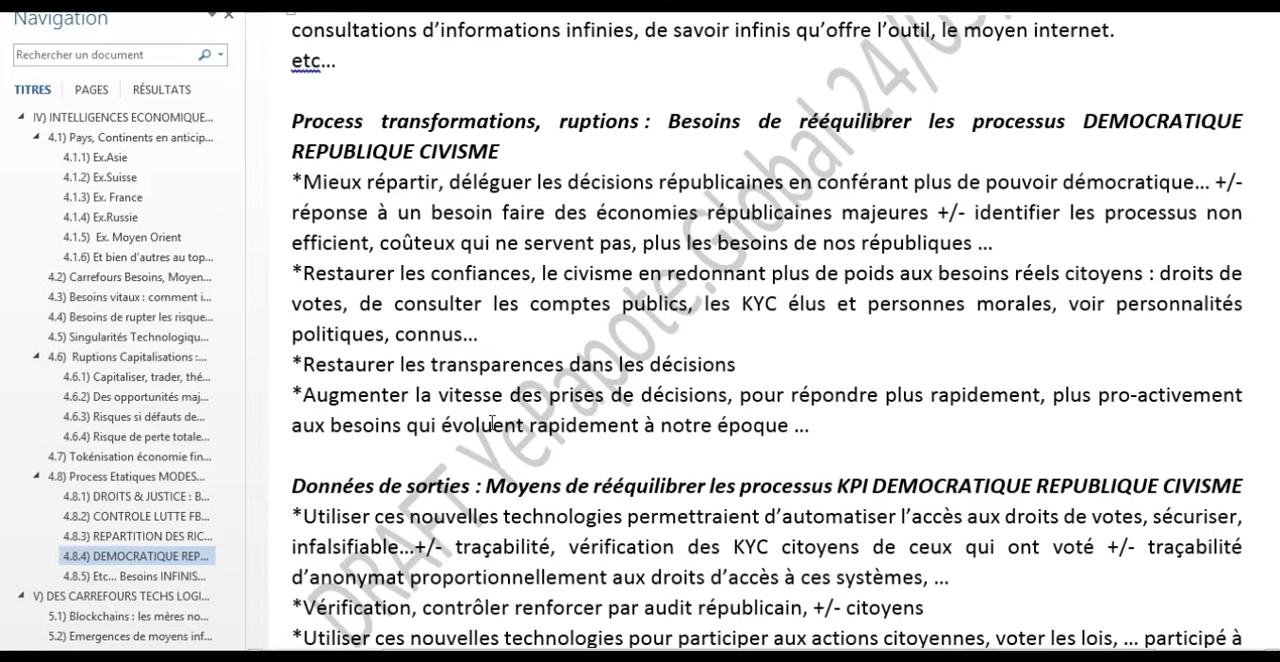 Navigation
Rechercher un document
TITRES PAGES RÉSULTATS
IV) INTELLIGENCES ECONOMIQUE...
4.1) Pays, Continents en anticip...
4.1.1) Ex.Asie
4.1.2) Ex.Suisse
4.1.3) Ex. France
4.1.4) Ex.Russie
4.1.5) Ex. Moyen Orient
4.1.6) Et bien d'autres au top...
4.2) Carrefours Besoins, Moyen...
4.3) Besoins vitaux : comment i...
4.4) Besoins de rupter les risque...
4.5) Singularités Technologiqu...
4.6) Ruptions Capitalisations :...
4.6.1) Capitaliser, trader, thé...
4.6.2) Des opportunités maj...
4.6.3) Risques si défauts de...
4.6.4) Risque de perte totale...
4.7) Tokénisation économie fin...
4.8) Process Etatiques MODES...
4.8.1) DROITS & JUSTICE : B...
4.8.2) CONTROLE LUTTE FB...
4.8.3) REPARTITION DES RIC...
4.8.4) DEMOCRATIQUE REP...
4.8.5) Etc... Besoins INFINIS...
V) DES CARREFOURS TECHS LOGI...
5.1) Blockchains : les mères no...
5.2) Emergences de moyens inf...
consultations d'informations infinies, de savoir infinis qu'offre l'outil, le moyen internet.
etc...
Process transformations, ruptions : Besoins de rééquilibrer les processus DEMOCRATIQUE
REPUBLIQUE CIVISME
*Mieux répartir, déléguer les décisions républicaines en conférant plus de pouvoir démocratique... +/-
réponse à un besoin faire des économies républicaines majeures +/- identifier les processus non
efficient, coûteux qui ne servent pas, plus les besoins de nos républiques ...
*Restaurer les confiances, le civisme en redonnant plus de poids aux besoins réels citoyens : droits de
votes, de consulter les comptes publics, les KYC élus et personnes morales, voir personnalités
politiques, connus...
*Restaurer les transparences dans les décisions
*Augmenter la vitesse des prises de décisions, pour répondre plus rapidement, plus pro-activement
aux besoins qui évoluent rapidement à notre époque ...
Données de sorties : Moyens de rééquilibrer les processus KPI DEMOCRATIQUE REPUBLIQUE CIVISME
*Utiliser ces nouvelles technologies permettraient d'automatiser l'accès aux droits de votes, sécuriser,
infalsifiable...+/- traçabilité, vérification des KYC citoyens de ceux qui ont voté +/- traçabilité
d'anonymat proportionnellement aux droits d'accès à ces systèmes, ...
*Vérification, contrôler renforcer par audit républicain, +/- citoyens
*Utiliser ces nouvelles technologies pour participer aux actions citoyennes, voter les lois, ... participé à
DRAFT YePapote.Global 24/